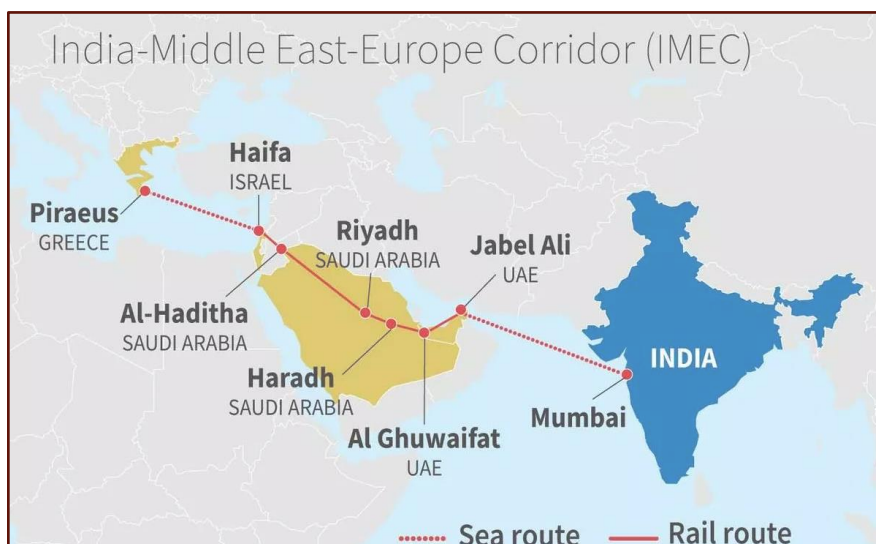 India-Middle East-Europe Corridor (IMEC)
Haifa
ISRAEL
Piraeus
GREECE
Riyadh
SAUDI ARABIA
Jabel Ali
UAE
Al-Haditha
SAUDI ARABIA
Haradh
SAUDI ARABIA
Al Ghuwaifat
UAE
INDIA
Mumbai
Sea route
Rail route